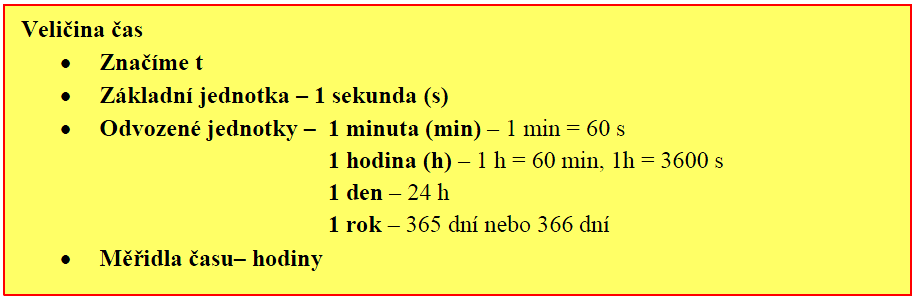 Veličina čas
• Značíme t
• Základní jednotka – 1 sekunda (s)
• Odvozené jednotky – 1 minuta (min) – 1 min = 60 s
1 hodina (h) – 1 h = 60 min, 1h = 3600 s
1 den – 24 h
1 rok – 365 dní nebo 366 dní
• Měřidla času– hodiny